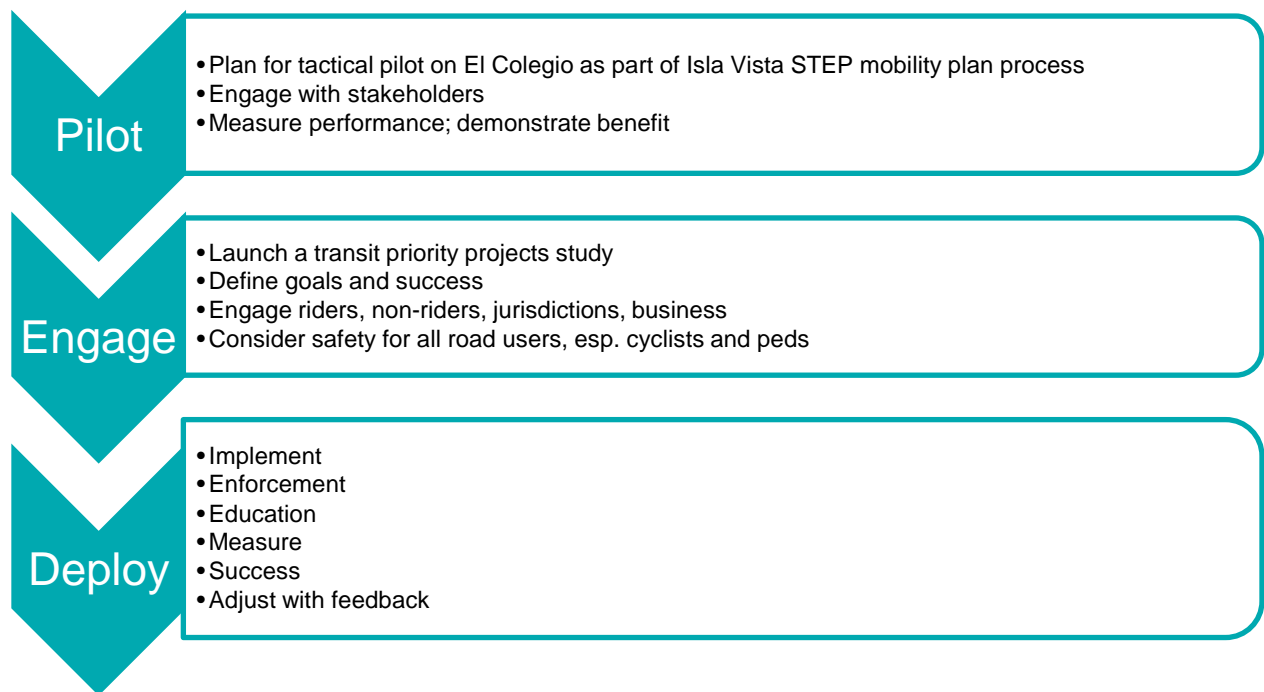 Pilot
•Plan for tactical pilot on El Colegio as part of Isla Vista STEP mobility plan process
•Engage with stakeholders
•Measure performance; demonstrate benefit
Engage
•Launch a transit priority projects study
•Define goals and success
•Engage riders, non-riders, jurisdictions, business
•Consider safety for all road users, esp. cyclists and peds
Deploy
•Implement
•Enforcement
•Education
•Measure
•Success
•Adjust with feedback